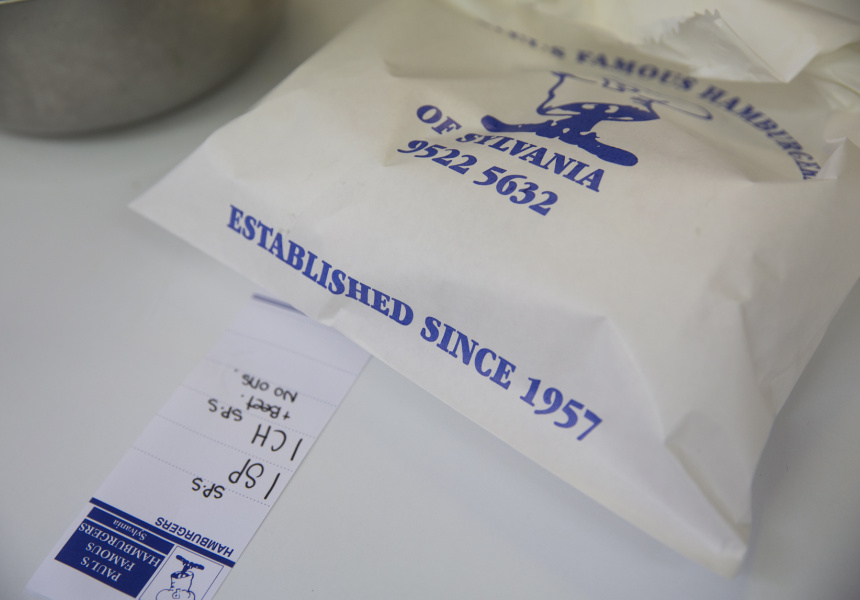 FAMOUS HAMBURGERS
OF SYLVANIA
9522 5632
ESTABLISHED SINCE 1957
PAUL'S
FAMOUS
HAMBURGERS
Sylvania
HAMBURGERS
1 SP SP.S
1 CH SP.S
+ Beet.
NO ONS.